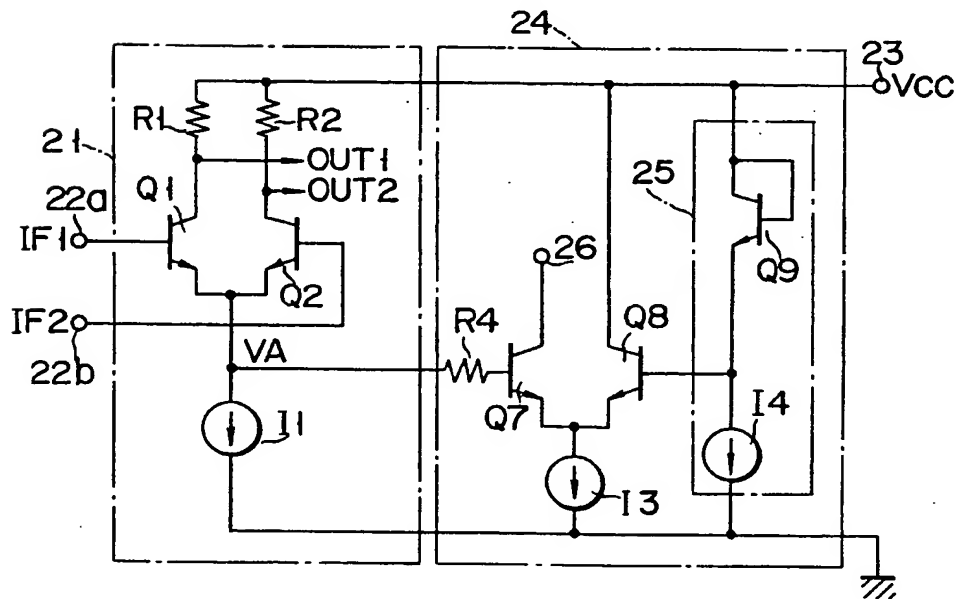 24
23
VCC
R1
R2
21
OUT1
OUT2
25
22a
Q1
IF1
26
Q9
Q2
IF2
R4
Q8
22b
VA
Q7
I1
I4
I3